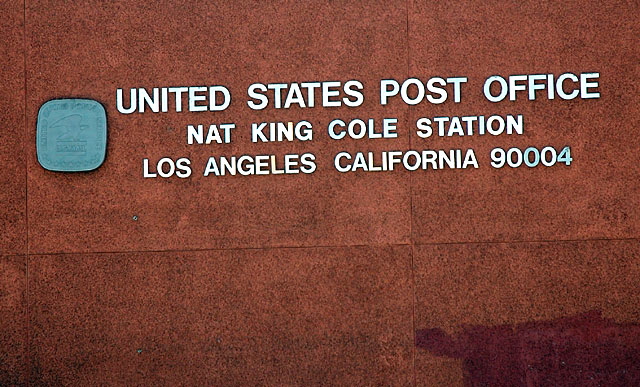 UNITED STATES POST OFFICE
NAT KING COLE STATION
LOS ANGELES CALIFORNIA 90004